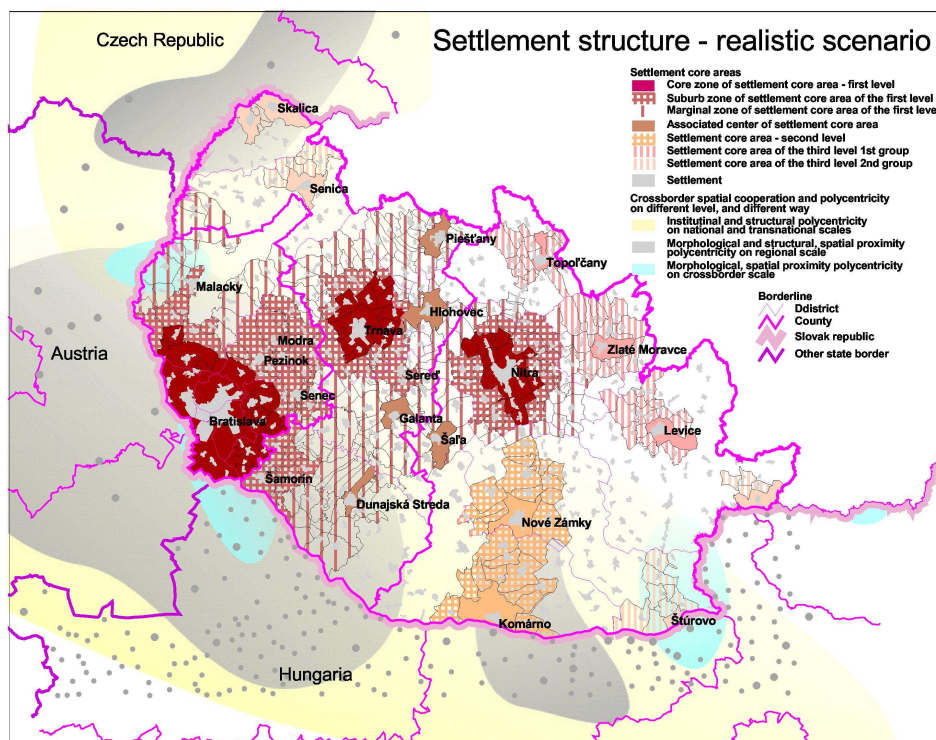 Settlement structure - realistic scenario
Czech Republic
Settlement core areas
Core zone of settlement core area - first level
Suburb zone of settlement core area of the first level
Marginal zone of settlement core area of the first leve
Associated center of settlement core area
Settlement core area - second level
Settlement core area of the third level 1st group
Settlement core area of the third level 2nd group
Settlement
Crossborder spatial cooperation and polycentricity
on different level, and different way
Institutinal and structural polycentricity
on national and transnational scales
Morphological and structural, spatial proximity
polycentricity on regional scale
Morphological, spatial proximity polycentricity
on crossborder scale
Borderline
Ddistrict
County
Slovak republic
Other state border
Skalica
Senica
Piešťany
Topoľčany
Malacky
Hlohovec
Trnava
Modra
Zlaté Moravce
Austria
Pezinok
Sereď
Nitra
Senec
Galanta
Bratislava
Levice
Šaľa
Šamorín
Dunajská Streda
Nové Zámky
Komárno
Štúrovo
Hungaria